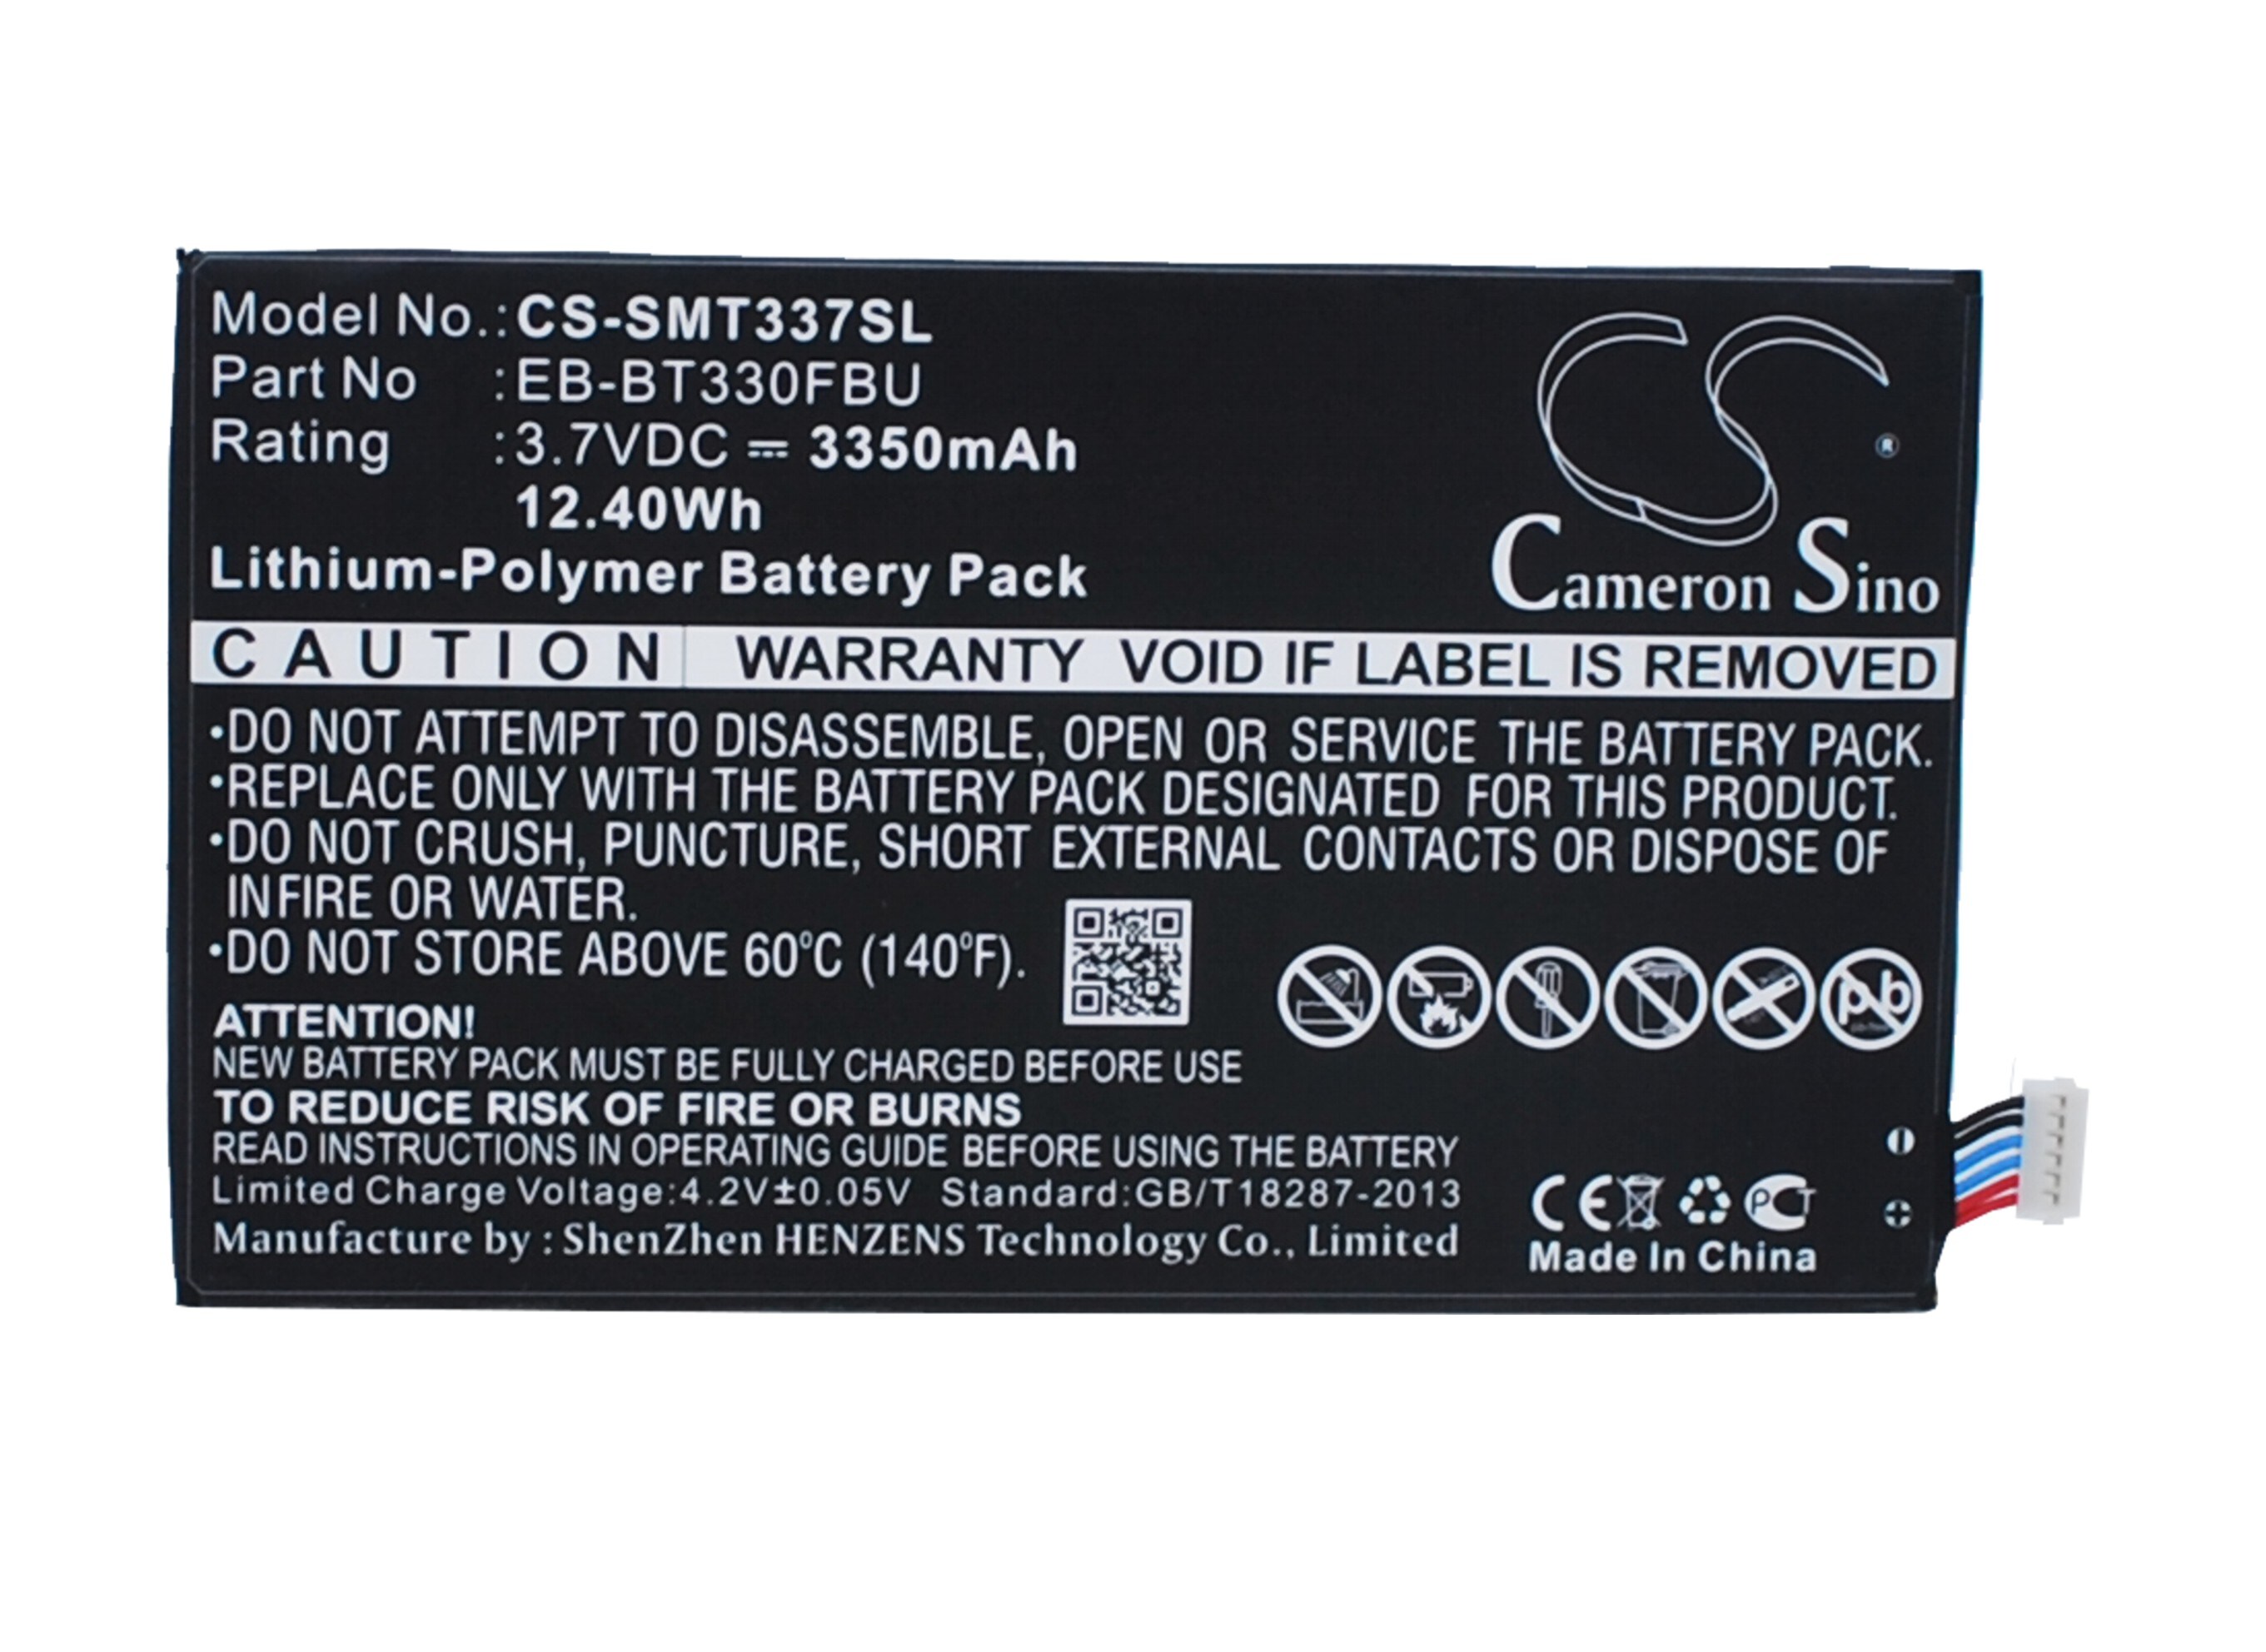 Model No.:CS-SMT337SL
Part No :EB-BT330FBU
Rating :3.7VDC ⎓ 3350mAh
12.40Wh
Lithium-Polymer Battery Pack
®
Cameron Sino
CAUTION WARRANTY VOID IF LABEL IS REMOVED
•DO NOT ATTEMPT TO DISASSEMBLE, OPEN OR SERVICE THE BATTERY PACK.
•REPLACE ONLY WITH THE BATTERY PACK DESIGNATED FOR THIS PRODUCT.
•DO NOT CRUSH, PUNCTURE, SHORT EXTERNAL CONTACTS OR DISPOSE OF
INFIRE OR WATER.
•DO NOT STORE ABOVE 60°C (140°F).
Pb
ATTENTION!
NEW BATTERY PACK MUST BE FULLY CHARGED BEFORE USE
TO REDUCE RISK OF FIRE OR BURNS
READ INSTRUCTIONS IN OPERATING GUIDE BEFORE USING THE BATTERY
Limited Charge Voltage:4.2V±0.05V Standard:GB/T18287-2013
Manufacture by : ShenZhen HENZENS Technology Co., Limited
CE PCT
Made In China